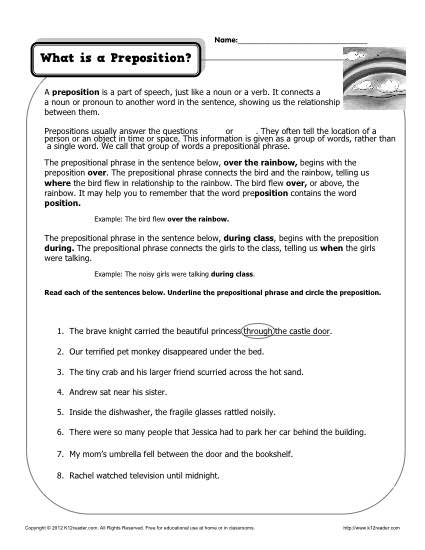 Name:
What is a Preposition?
A preposition is a part of speech, just like a noun or a verb. It connects a
a noun or pronoun to another word in the sentence, showing us the relationship
between them.
Prepositions usually answer the questions or . They often tell the location of a
person or an object in time or space. This information is given as a group of words, rather than
a single word. We call that group of words a prepositional phrase.
The prepositional phrase in the sentence below, over the rainbow, begins with the
preposition over. The prepositional phrase connects the bird and the rainbow, telling us
where the bird flew in relationship to the rainbow. The bird flew over, or above, the
rainbow. It may help you to remember that the word preposition contains the word
position.
Example: The bird flew over the rainbow.
The prepositional phrase in the sentence below, during class, begins with the preposition
during. The prepositional phrase connects the girls to the class, telling us when the girls
were talking.
Example: The noisy girls were talking during class.
Read each of the sentences below. Underline the prepositional phrase and circle the preposition.
1. The brave knight carried the beautiful princess through the castle door.
2. Our terrified pet monkey disappeared under the bed.
3. The tiny crab and his larger friend scurried across the hot sand.
4. Andrew sat near his sister.
5. Inside the dishwasher, the fragile glasses rattled noisily.
6. There were so many people that Jessica had to park her car behind the building.
7. My mom's umbrella fell between the door and the bookshelf.
8. Rachel watched television until midnight.
Copyright © 2012 K12reader.com. All Rights Reserved. Free for educational use at home or in classrooms.
http://www.k12reader.com